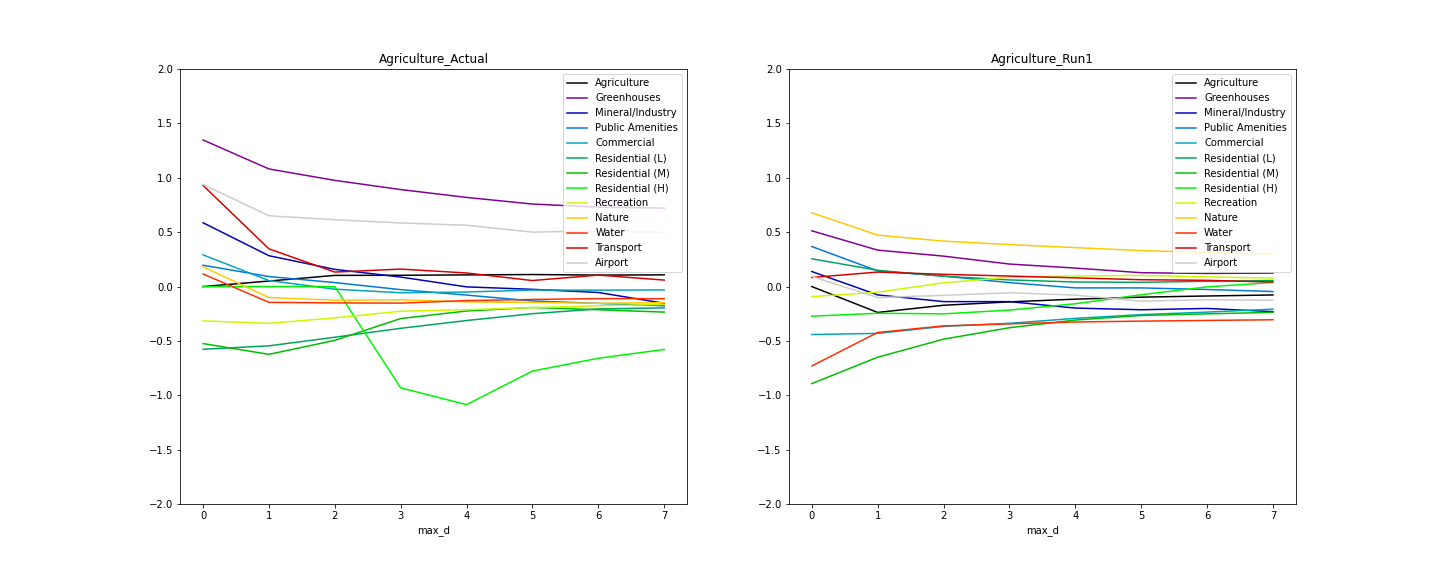 Agriculture_Actual
2.0
1.5
1.0
0.5
0.0
−0.5
−1.0
−1.5
−2.0
0 1 2 3 4 5 6 7
max_d
Agriculture
Greenhouses
Mineral/Industry
Public Amenities
Commercial
Residential (L)
Residential (M)
Residential (H)
Recreation
Nature
Water
Transport
Airport
Agriculture_Run1
2.0
1.5
1.0
0.5
0.0
−0.5
−1.0
−1.5
−2.0
0 1 2 3 4 5 6 7
max_d
Agriculture
Greenhouses
Mineral/Industry
Public Amenities
Commercial
Residential (L)
Residential (M)
Residential (H)
Recreation
Nature
Water
Transport
Airport